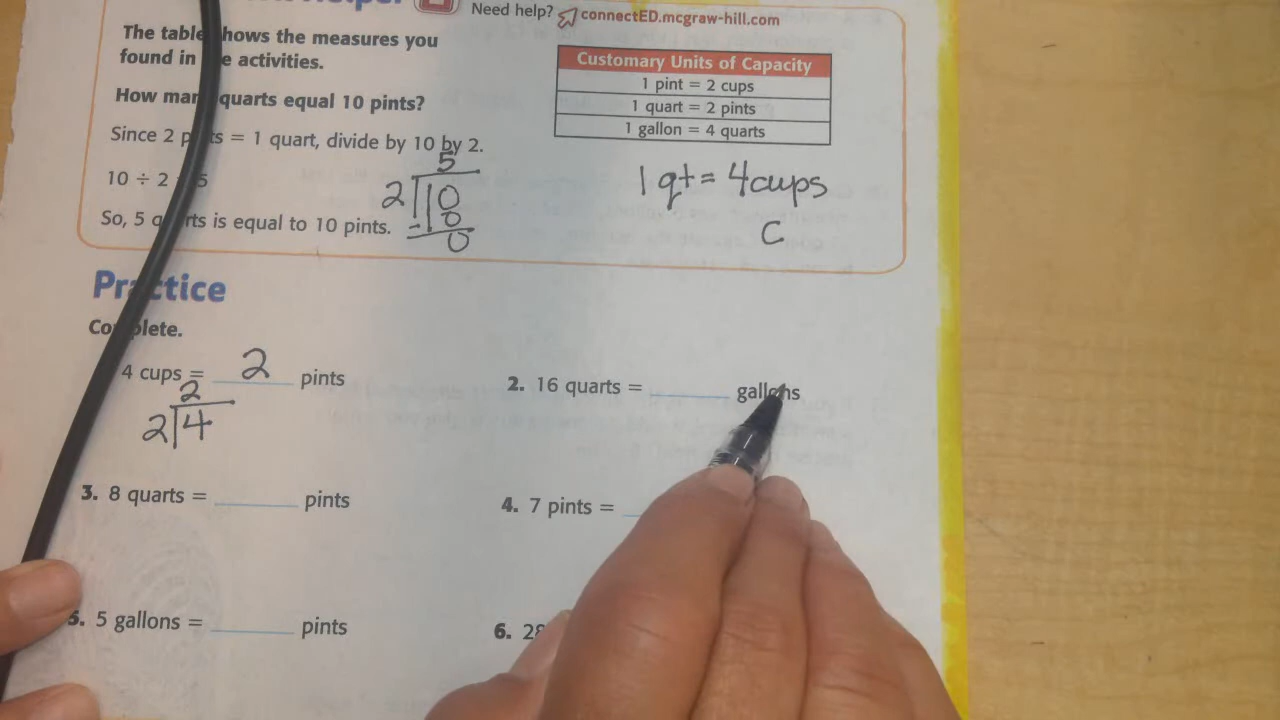 Need help? connectED.mcgraw-hill.com
The table shows the measures you
found in the activities.
How many quarts equal 10 pints?
Since 2 pints = 1 quart, divide by 10 by 2.
10 ÷ 2 = 5
So, 5 quarts is equal to 10 pints.
5
2 10
- 10
0
Customary Units of Capacity
1 pint = 2 cups
1 quart = 2 pints
1 gallon = 4 quarts
1 qt = 4 cups
C
Practice
Complete.
4 cups = 2 pints
2
2 4
2. 16 quarts = ____ gallons
3. 8 quarts = ____ pints
4. 7 pints = 
5. 5 gallons = ____ pints
6. 28